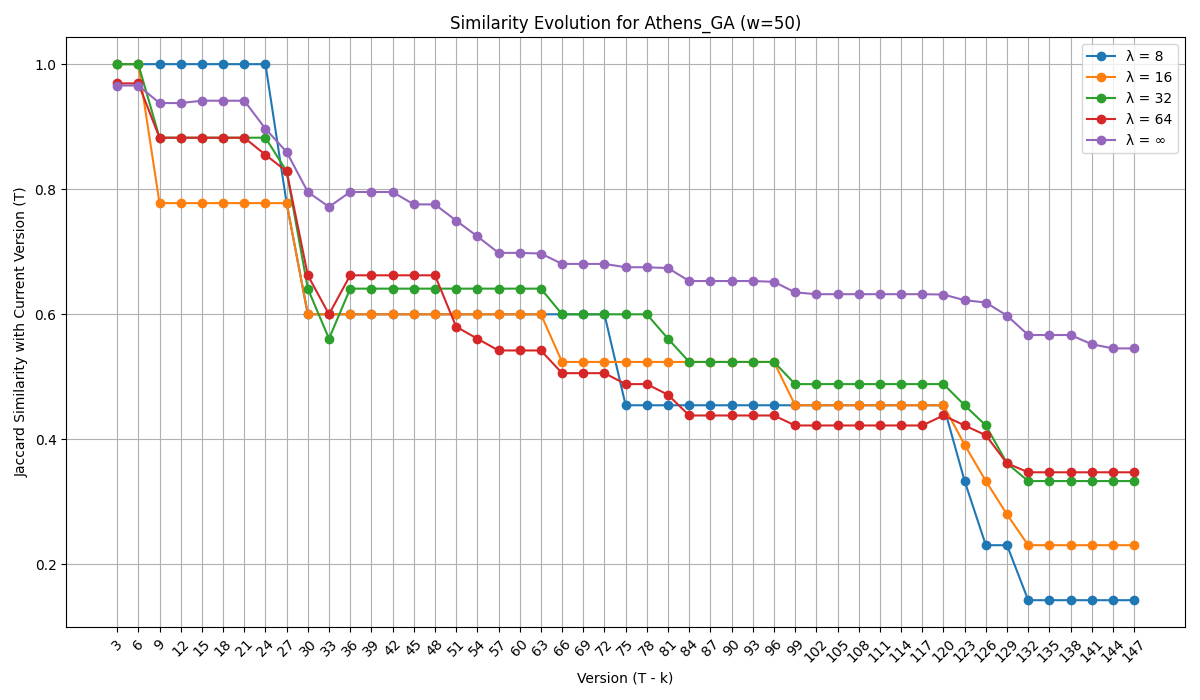 Similarity Evolution for Athens_GA (w=50)
λ = 8
λ = 16
λ = 32
λ = 64
λ = ∞
Jaccard Similarity with Current Version (T)
1.0
0.8
0.6
0.4
0.2
3 6 9 12 15 18 21 24 27 30 33 36 39 42 45 48 51 54 57 60 63 66 69 72 75 78 81 84 87 90 93 96 99 102 105 108 111 114 117 120 123 126 129 132 135 138 141 144 147
Version (T - k)